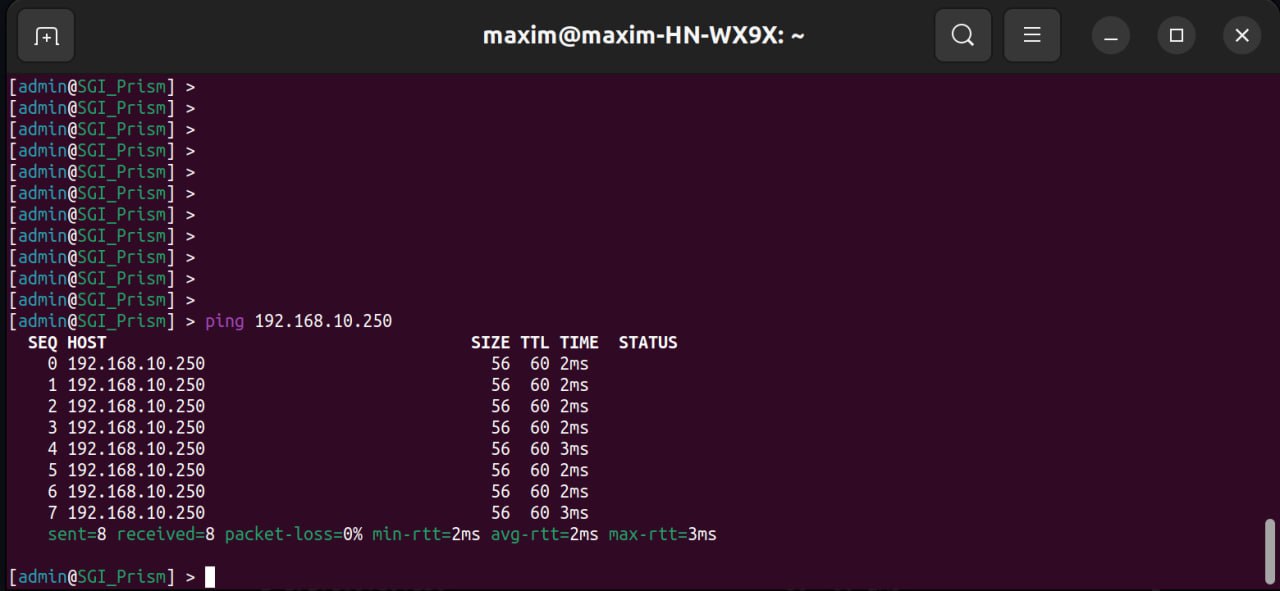 maxim@maxim-HN-WX9X: ~
[admin@SGI_Prism] >
[admin@SGI_Prism] >
[admin@SGI_Prism] >
[admin@SGI_Prism] >
[admin@SGI_Prism] >
[admin@SGI_Prism] >
[admin@SGI_Prism] >
[admin@SGI_Prism] >
[admin@SGI_Prism] >
[admin@SGI_Prism] >
[admin@SGI_Prism] >
[admin@SGI_Prism] > ping 192.168.10.250
SEQ HOST SIZE TTL TIME STATUS
0 192.168.10.250 56 60 2ms
1 192.168.10.250 56 60 2ms
2 192.168.10.250 56 60 2ms
3 192.168.10.250 56 60 2ms
4 192.168.10.250 56 60 3ms
5 192.168.10.250 56 60 2ms
6 192.168.10.250 56 60 2ms
7 192.168.10.250 56 60 3ms
sent=8 received=8 packet-loss=0% min-rtt=2ms avg-rtt=2ms max-rtt=3ms
[admin@SGI_Prism] >